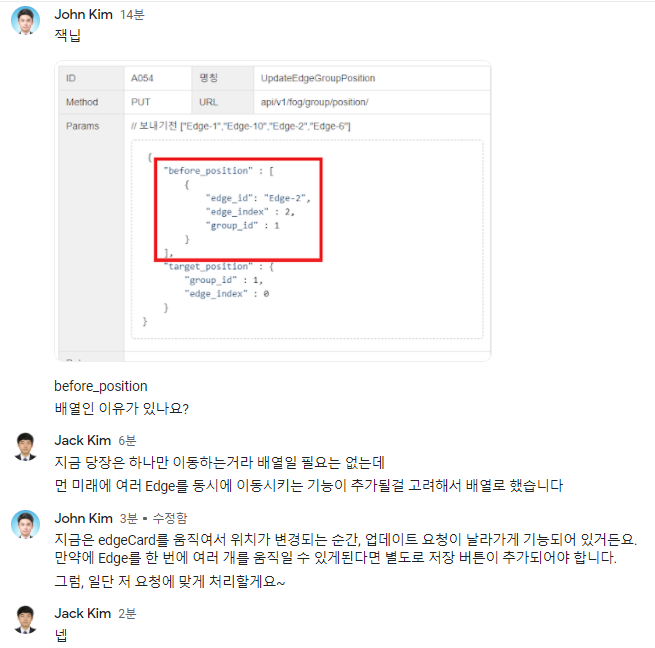 John Kim 14분
잭닙
ID A054 명칭 UpdateEdgeGroupPosition
Method PUT URL api/v1/fog/group/position/
Params // 보내기전 ["Edge-1","Edge-10","Edge-2","Edge-6"]
{
"before_position" : [
{
"edge_id": "Edge-2",
"edge_index" : 2,
"group_id" : 1
}
],
"target_position" : {
"group_id" : 1,
"edge_index" : 0
}
}
before_position
배열인 이유가 있나요?
Jack Kim 6분
지금 당장은 하나만 이동하는거라 배열일 필요는 없는데
먼 미래에 여러 Edge를 동시에 이동시키는 기능이 추가될걸 고려해서 배열로 했습니다
John Kim 3분 • 수정함
지금은 edgeCard를 움직여서 위치가 변경되는 순간, 업데이트 요청이 날라가게 기능되어 있거든요.
만약에 Edge를 한 번에 여러 개를 움직일 수 있게된다면 별도로 저장 버튼이 추가되어야 합니다.
그럼, 일단 저 요청에 맞게 처리할게요~
Jack Kim 2분
넵